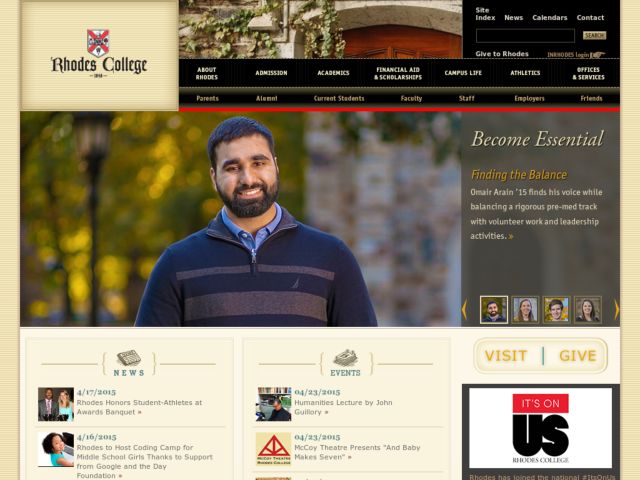 Rhodes College
1848
Site Index
News
Calendars
Contact
SEARCH
Give to Rhodes
INRHODES login
ABOUT RHODES
ADMISSION
ACADEMICS
FINANCIAL AID & SCHOLARSHIPS
CAMPUS LIFE
ATHLETICS
OFFICES & SERVICES
Parents
Alumni
Current Students
Faculty
Staff
Employers
Friends
Become Essential
Finding the Balance
Omair Arain '15 finds his voice while
balancing a rigorous pre-med track
with volunteer work and leadership
activities. »
VISIT | GIVE
NEWS
4/17/2015
Rhodes Honors Student-Athletes at
Awards Banquet »
4/16/2015
Rhodes to Host Coding Camp for
Middle School Girls Thanks to Support
from Google and the Day
Foundation »
EVENTS
04/23/2015
Humanities Lecture by John
Guillory »
McCOY THEATRE
RHODES COLLEGE
04/23/2015
McCoy Theatre Presents "And Baby
Makes Seven" »
IT'S ON
US
RHODES COLLEGE
Rhodes has joined the national #ItsOnUs